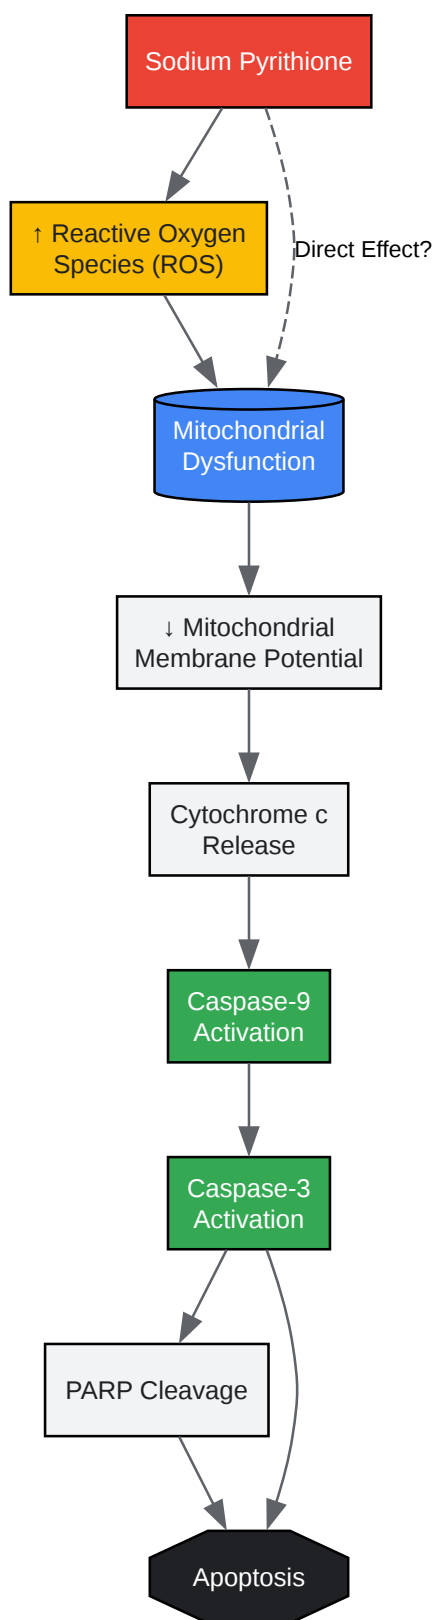 Sodium Pyrithione
↑ Reactive Oxygen
Species (ROS)
Direct Effect?
Mitochondrial
Dysfunction
↓ Mitochondrial
Membrane Potential
Cytochrome c
Release
Caspase-9
Activation
Caspase-3
Activation
PARP Cleavage
Apoptosis